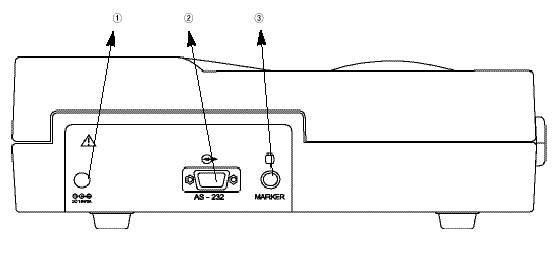 ① ② ③
AS - 232 MARKER